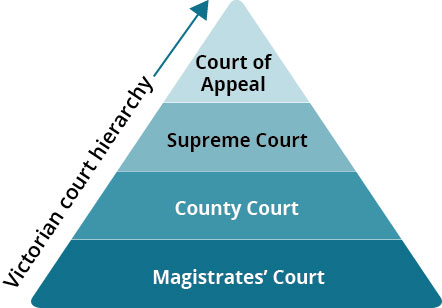 Victorian court hierarchy
Court of
Appeal
Supreme Court
County Court
Magistrates’ Court